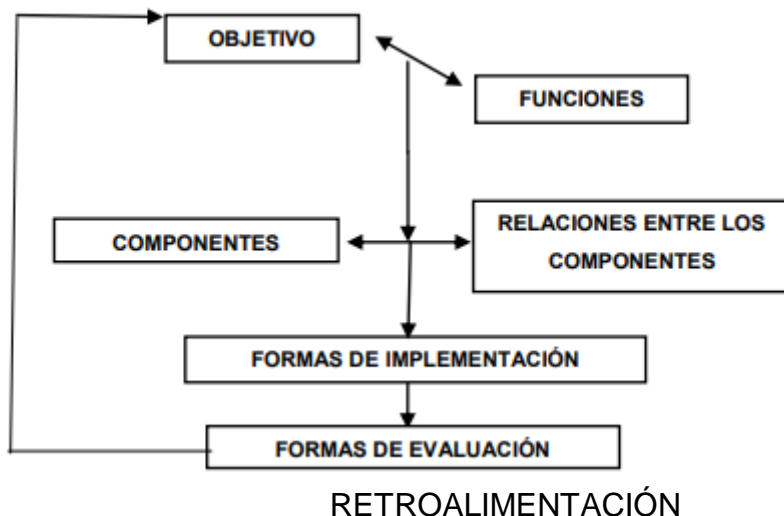 OBJETIVO
FUNCIONES
COMPONENTES
RELACIONES ENTRE LOS
COMPONENTES
FORMAS DE IMPLEMENTACIÓN
FORMAS DE EVALUACIÓN
RETROALIMENTACIÓN